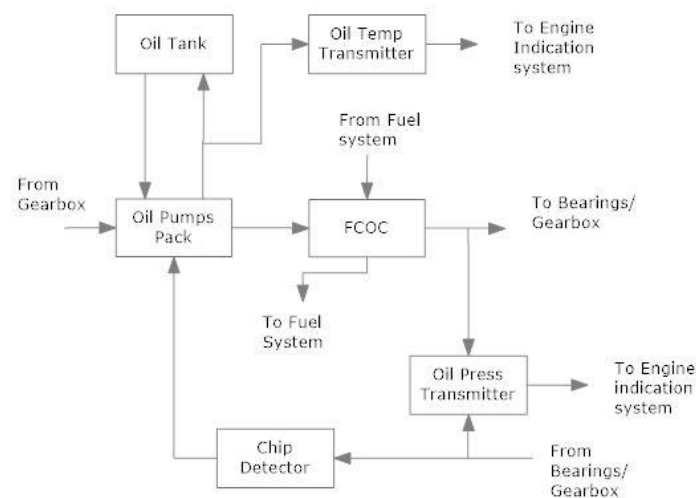 Oil Tank
Oil Temp
Transmitter
To Engine
Indication
system
From Fuel
system
From
Gearbox
Oil Pumps
Pack
FCOC
To Bearings/
Gearbox
To Fuel
System
Oil Press
Transmitter
To Engine
indication
system
Chip
Detector
From
Bearings/
Gearbox